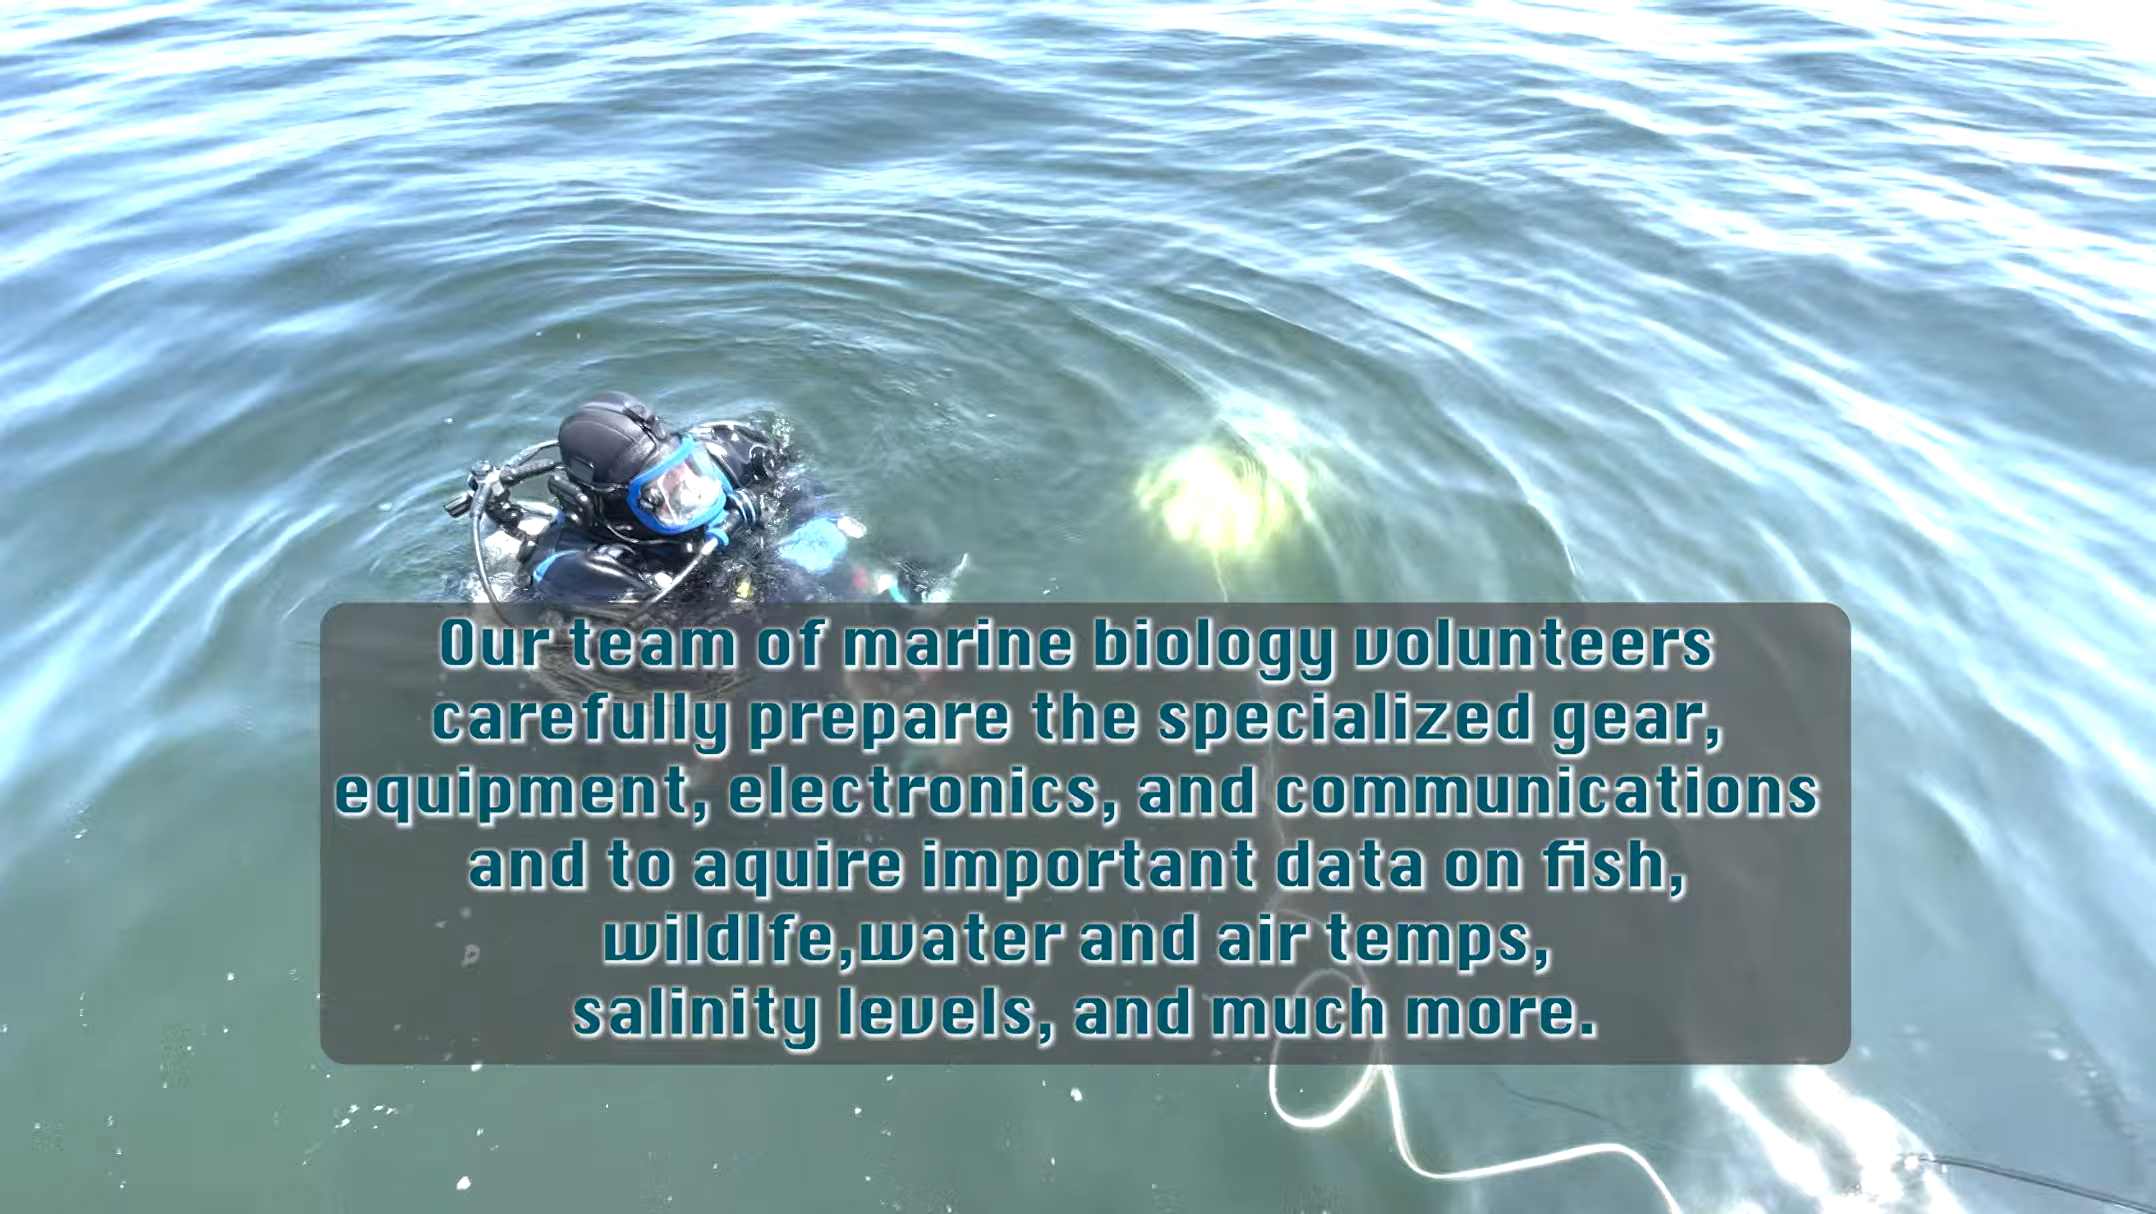 Our team of marine biology volunteers
carefully prepare the specialized gear,
equipment, electronics, and communications
and to aquire important data on fish,
wildlfe,water and air temps,
salinity levels, and much more.